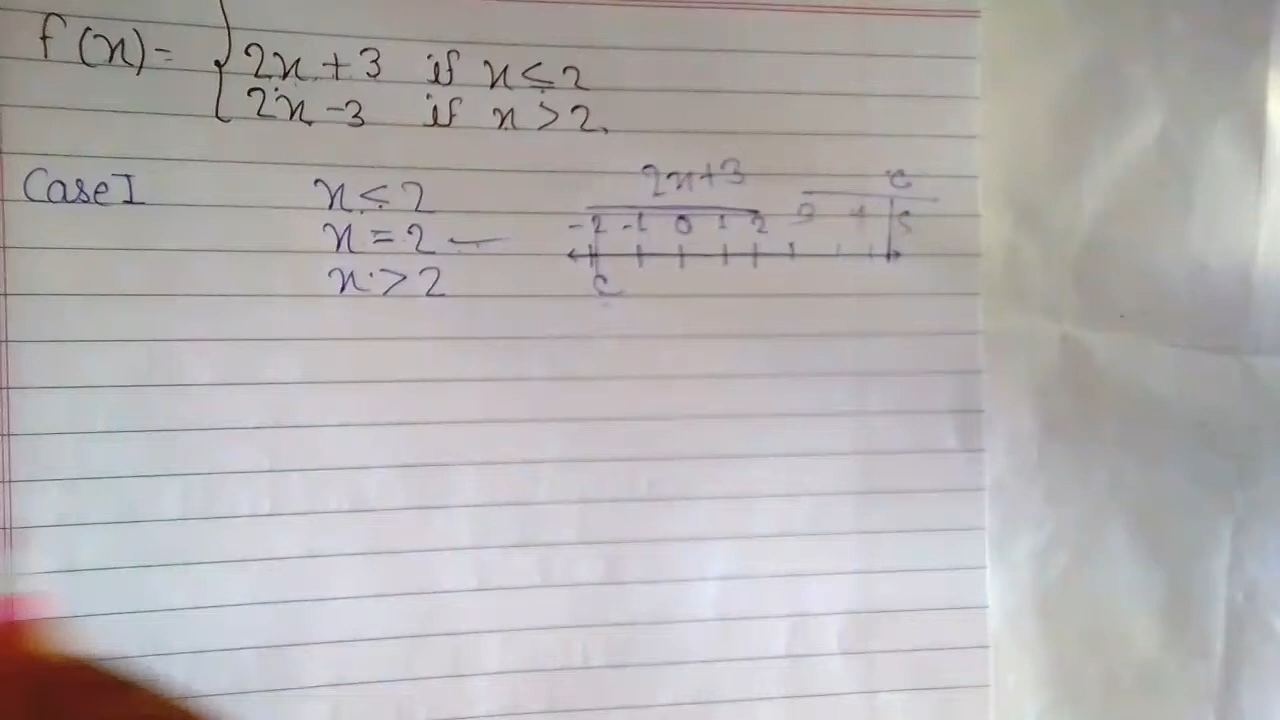 f(x) = { 2x + 3 if x ≤ 2
2x - 3 if x > 2.
Case I x ≤ 2
x = 2 —
x > 2
2x+3 c
-2 -1 0 1 2 3 4 5
c